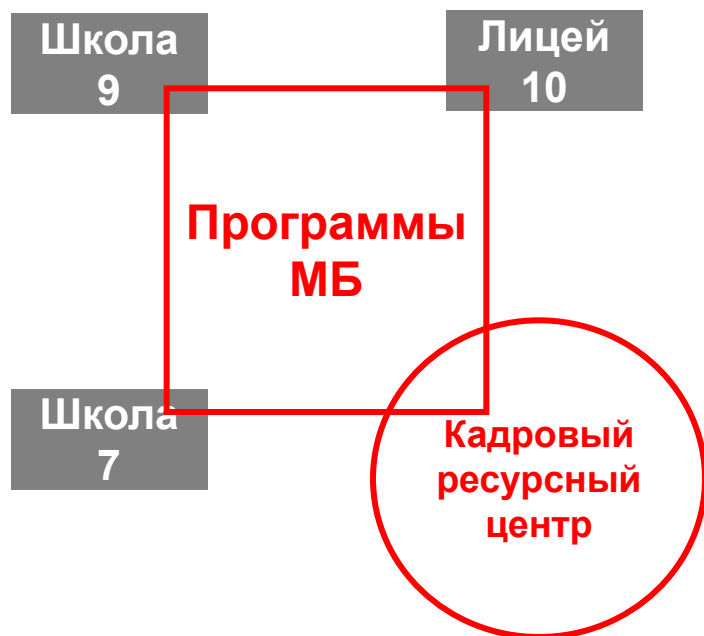 Школа
9
Лицей
10
Программы
МБ
Школа
7
Кадровый
ресурсный
центр